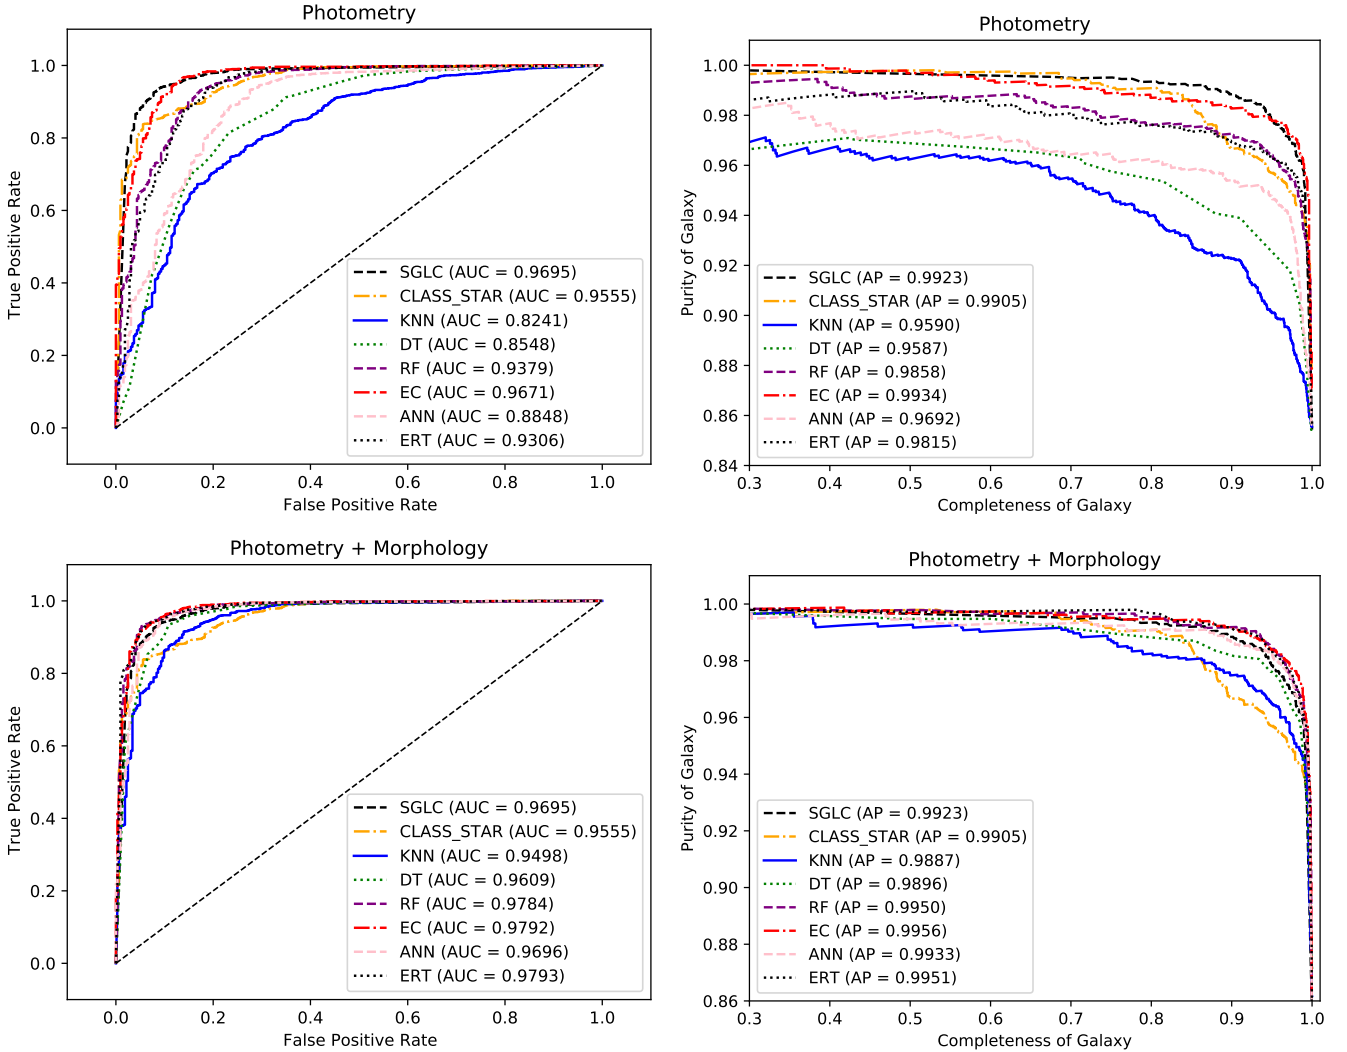 Photometry
True Positive Rate
1.0
0.8
0.6
0.4
0.2
0.0
SGLC (AUC = 0.9695)
CLASS_STAR (AUC = 0.9555)
KNN (AUC = 0.8241)
DT (AUC = 0.8548)
RF (AUC = 0.9379)
EC (AUC = 0.9671)
ANN (AUC = 0.8848)
ERT (AUC = 0.9306)
0.0 0.2 0.4 0.6 0.8 1.0
False Positive Rate
Photometry
Purity of Galaxy
1.00
0.98
0.96
0.94
0.92
0.90
0.88
0.86
0.84
SGLC (AP = 0.9923)
CLASS_STAR (AP = 0.9905)
KNN (AP = 0.9590)
DT (AP = 0.9587)
RF (AP = 0.9858)
EC (AP = 0.9934)
ANN (AP = 0.9692)
ERT (AP = 0.9815)
0.3 0.4 0.5 0.6 0.7 0.8 0.9 1.0
Completeness of Galaxy
Photometry + Morphology
True Positive Rate
1.0
0.8
0.6
0.4
0.2
0.0
SGLC (AUC = 0.9695)
CLASS_STAR (AUC = 0.9555)
KNN (AUC = 0.9498)
DT (AUC = 0.9609)
RF (AUC = 0.9784)
EC (AUC = 0.9792)
ANN (AUC = 0.9696)
ERT (AUC = 0.9793)
0.0 0.2 0.4 0.6 0.8 1.0
False Positive Rate
Photometry + Morphology
Purity of Galaxy
1.00
0.98
0.96
0.94
0.92
0.90
0.88
0.86
SGLC (AP = 0.9923)
CLASS_STAR (AP = 0.9905)
KNN (AP = 0.9887)
DT (AP = 0.9896)
RF (AP = 0.9950)
EC (AP = 0.9956)
ANN (AP = 0.9933)
ERT (AP = 0.9951)
0.3 0.4 0.5 0.6 0.7 0.8 0.9 1.0
Completeness of Galaxy